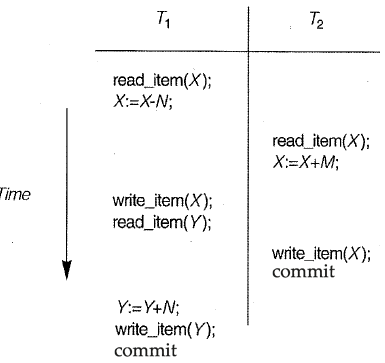 T1 T2
read_item(X);
X:=X-N;
read_item(X);
X:=X+M;
Time
write_item(X);
read_item(Y);
write_item(X);
commit
Y:=Y+N;
write_item(Y);
commit